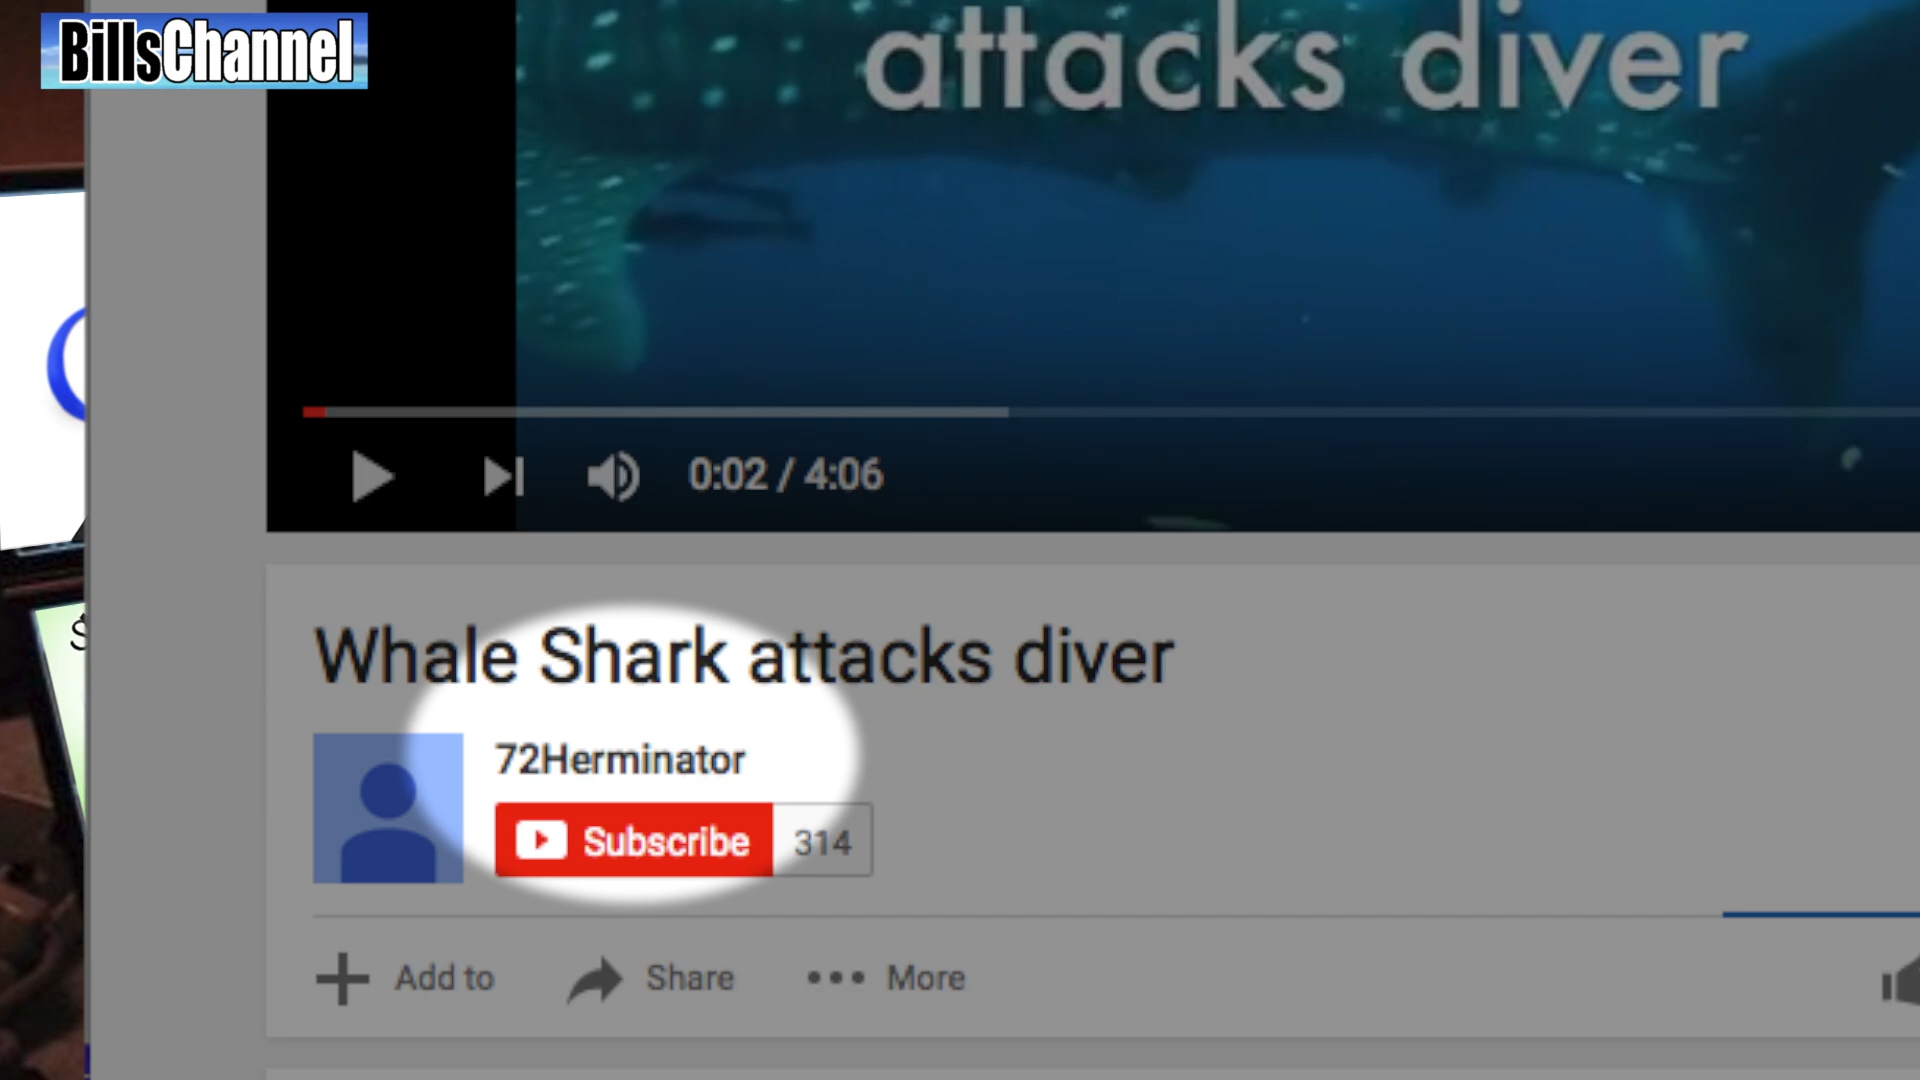 BillsChannel
attacks diver
0:02 / 4:06
Whale Shark attacks diver
72Herminator
Subscribe 314
Add to Share More